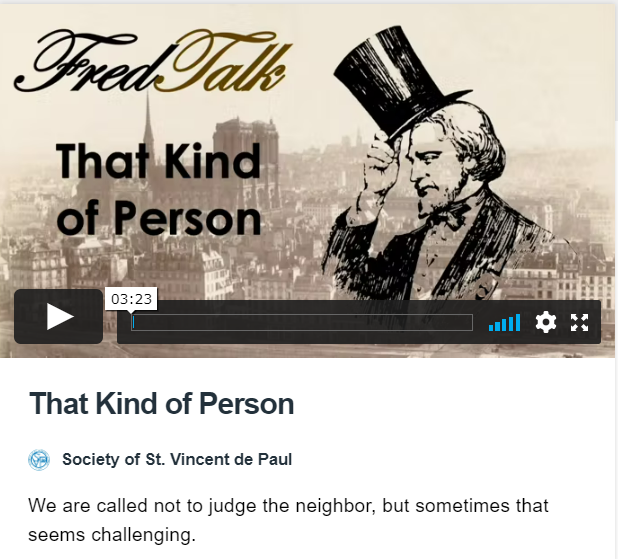 FredTalk
That Kind
of Person
03:23
That Kind of Person
Society of St. Vincent de Paul
We are called not to judge the neighbor, but sometimes that
seems challenging.